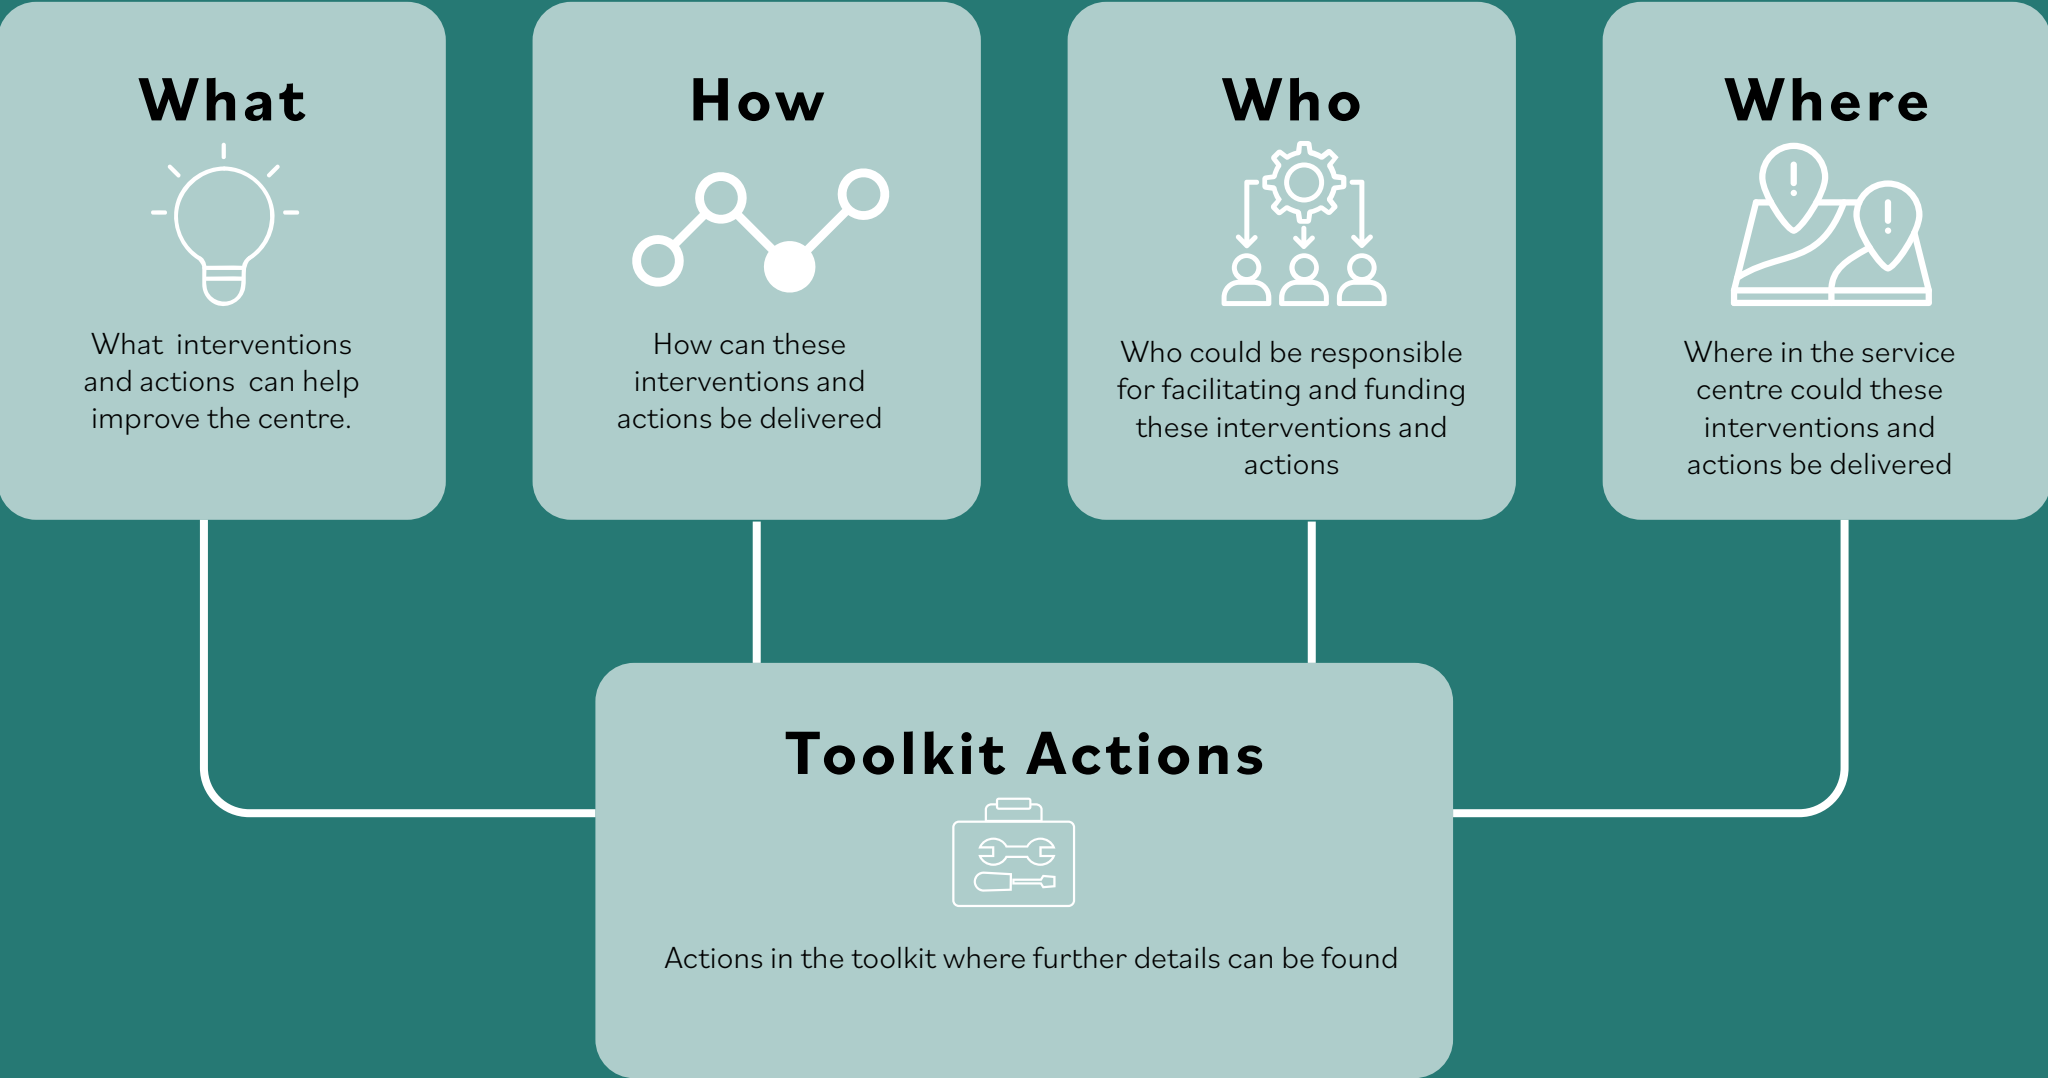 What
What  interventions
and actions  can help
improve the centre.
How
How can these
interventions and
actions be delivered
Who
Who could be responsible
for facilitating and funding
these interventions and
actions
Where
Where in the service
centre could these
interventions and
actions be delivered
Toolkit Actions
Actions in the toolkit where further details can be found